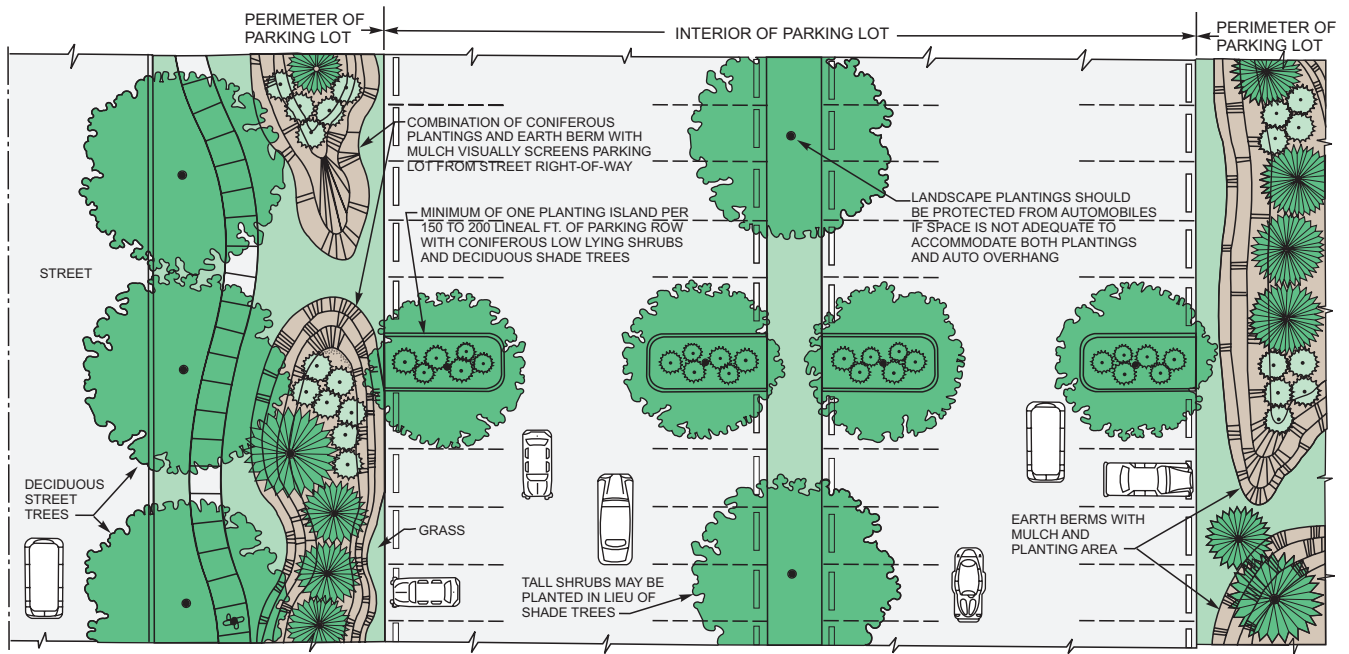 PERIMETER OF
PARKING LOT
INTERIOR OF PARKING LOT
PERIMETER OF
PARKING LOT
COMBINATION OF CONIFEROUS
PLANTINGS AND EARTH BERM WITH
MULCH VISUALLY SCREENS PARKING
LOT FROM STREET RIGHT-OF-WAY
MINIMUM OF ONE PLANTING ISLAND PER
150 TO 200 LINEAL FT. OF PARKING ROW
WITH CONIFEROUS LOW LYING SHRUBS
AND DECIDUOUS SHADE TREES
LANDSCAPE PLANTINGS SHOULD
BE PROTECTED FROM AUTOMOBILES
IF SPACE IS NOT ADEQUATE TO
ACCOMMODATE BOTH PLANTINGS
AND AUTO OVERHANG
STREET
DECIDUOUS
STREET
TREES
GRASS
TALL SHRUBS MAY BE
PLANTED IN LIEU OF
SHADE TREES
EARTH BERMS WITH
MULCH AND
PLANTING AREA